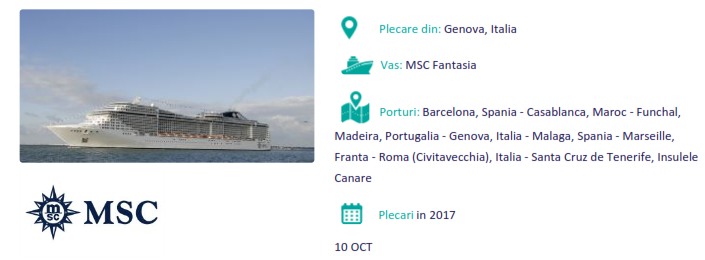 Plecare din: Genova, Italia
Vas: MSC Fantasia
Porturi: Barcelona, Spania - Casablanca, Maroc - Funchal,
Madeira, Portugalia - Genova, Italia - Malaga, Spania - Marseille,
Franta - Roma (Civitavecchia), Italia - Santa Cruz de Tenerife, Insulele
Canare
m
SC
MSC
Plecari in 2017
10 OCT